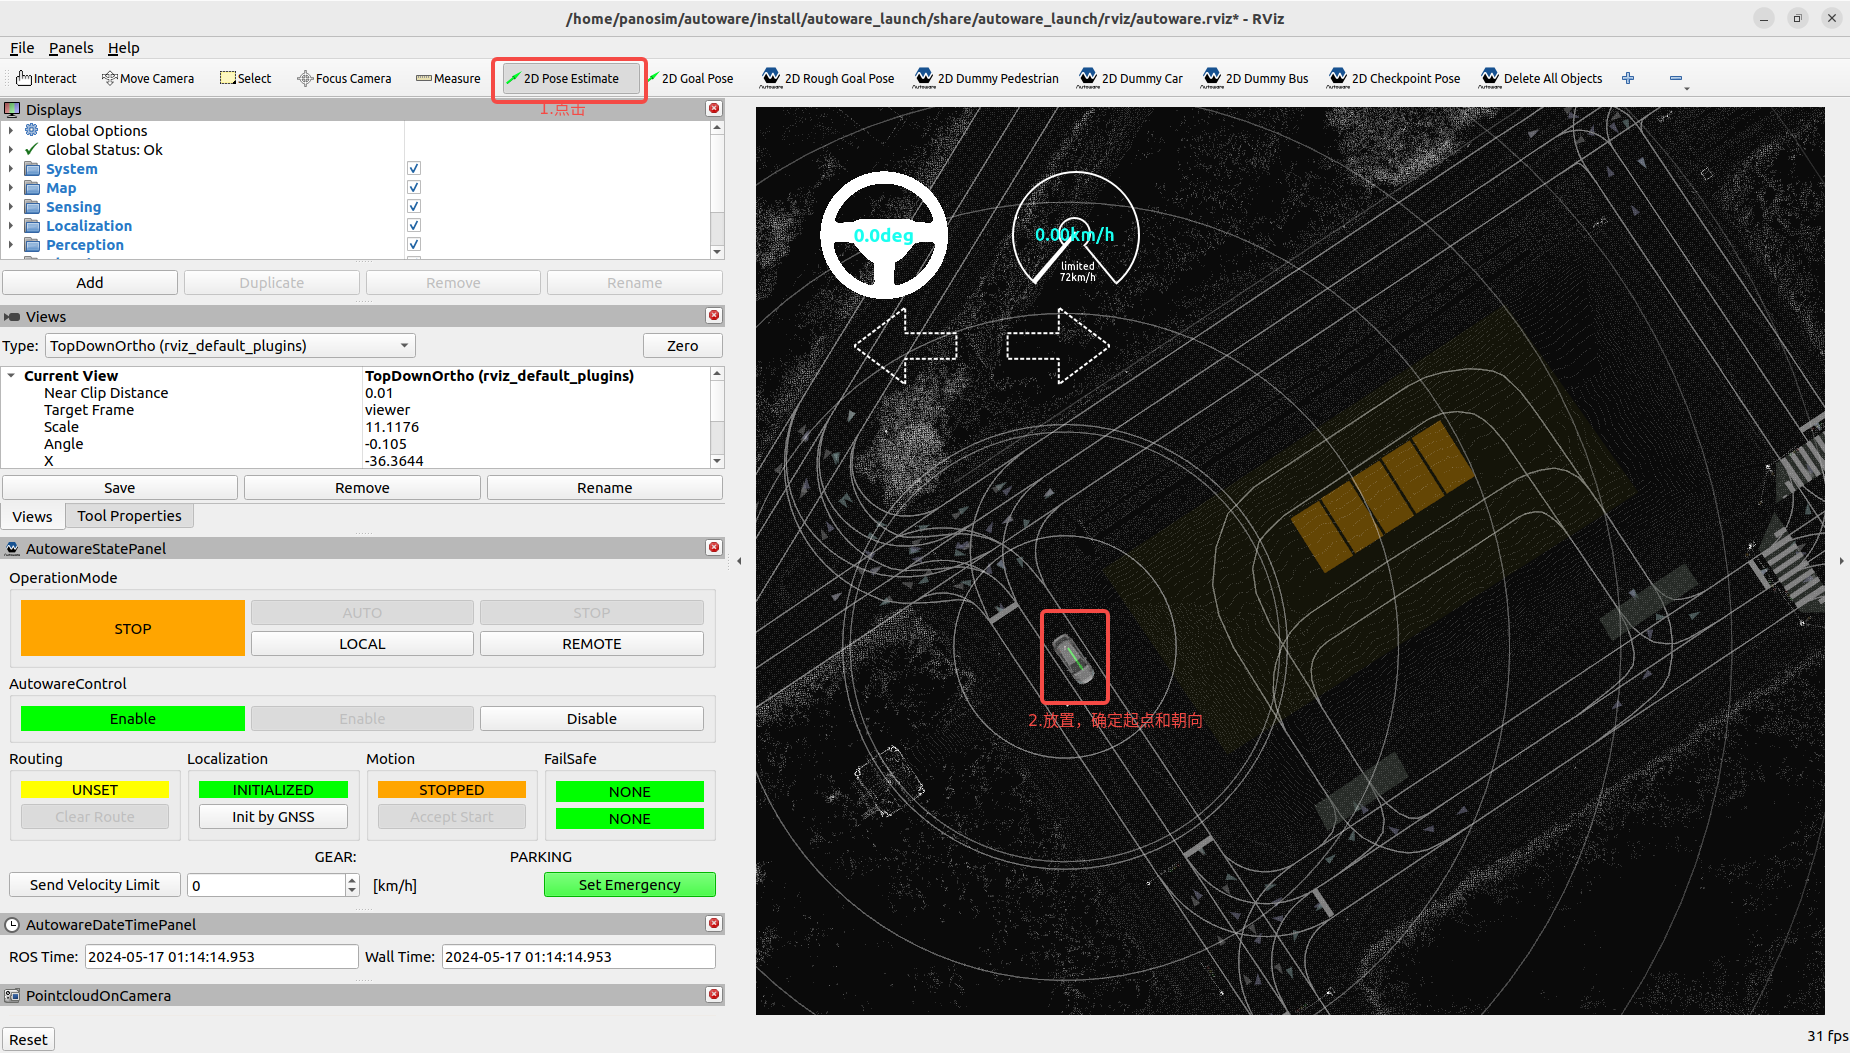 /home/panosim/autoware/install/autoware_launch/share/autoware_launch/rviz/autoware.rviz* - RViz
File Panels Help
Interact Move Camera Select Focus Camera Measure 2D Pose Estimate 2D Goal Pose 2D Rough Goal Pose 2D Dummy Pedestrian 2D Dummy Car 2D Dummy Bus 2D Checkpoint Pose Delete All Objects
1.点击
Displays
Global Options
Global Status: Ok
System
Map
Sensing
Localization
Perception
Add Duplicate Remove Rename
Views
Type: TopDownOrtho (rviz_default_plugins) Zero
Current View TopDownOrtho (rviz_default_plugins)
Near Clip Distance 0.01
Target Frame viewer
Scale 11.1176
Angle -0.105
X -36.3644
Save Remove Rename
Views Tool Properties
AutowareStatePanel
OperationMode
STOP AUTO STOP
LOCAL REMOTE
AutowareControl
Enable Enable Disable
Routing Localization Motion FailSafe
UNSET INITIALIZED STOPPED NONE
Clear Route Init by GNSS Accept Start NONE
GEAR: PARKING
Send Velocity Limit 0 [km/h] Set Emergency
AutowareDateTimePanel
ROS Time: 2024-05-17 01:14:14.953 Wall Time: 2024-05-17 01:14:14.953
PointcloudOnCamera
Reset
0.0deg
0.00km/h
limited
72km/h
2.放置，确定起点和朝向
31 fps